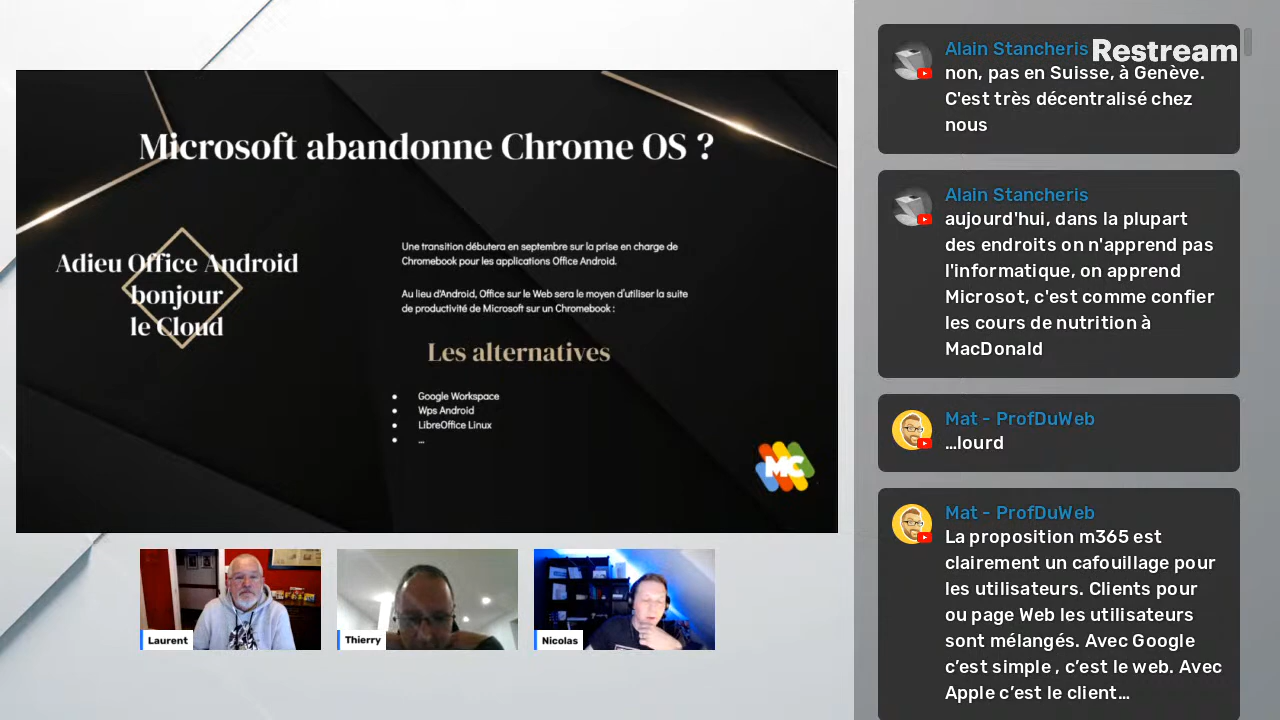 Microsoft abandonne Chrome OS ?
Adieu Office Android
bonjour
le Cloud
Une transition débutera en septembre sur la prise en charge de
Chromebook pour les applications Office Android.
Au lieu d'Android, Office sur le Web sera le moyen d'utiliser la suite
de productivité de Microsoft sur un Chromebook :
Les alternatives
● Google Workspace
● Wps Android
● LibreOffice Linux
● ...
MC
Laurent
Thierry
Nicolas
Restream
Alain Stancheris
non, pas en Suisse, à Genève.
C'est très décentralisé chez
nous
Alain Stancheris
aujourd'hui, dans la plupart
des endroits on n'apprend pas
l'informatique, on apprend
Microsot, c'est comme confier
les cours de nutrition à
MacDonald
Mat - ProfDuWeb
…lourd
Mat - ProfDuWeb
La proposition m365 est
clairement un cafouillage pour
les utilisateurs. Clients pour
ou page Web les utilisateurs
sont mélangés. Avec Google
c’est simple , c’est le web. Avec
Apple c’est le client…